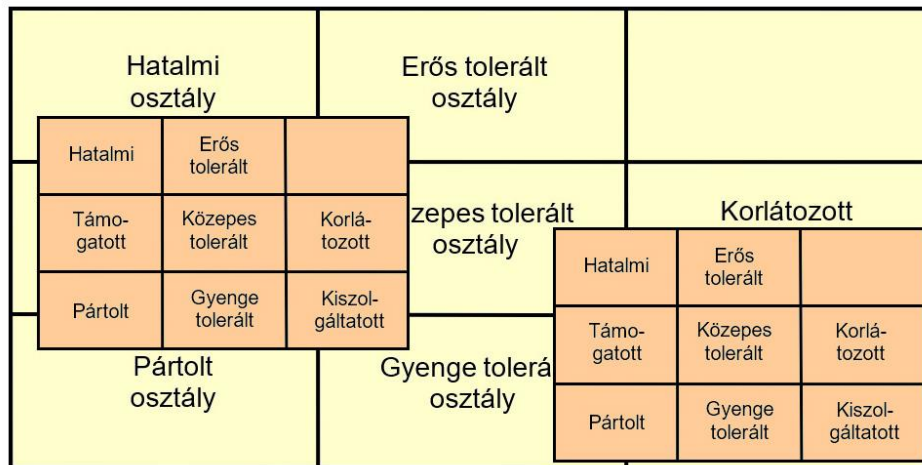 Hatalmi
osztály
Erős tolerált
osztály
Hatalmi
Erős
tolerált
Támo-
gatott
Közepes
tolerált
Korlá-
tozott
Pártolt
Gyenge
tolerált
Kiszol-
gáltatott
zepes tolerált
osztály
Korlátozott
Hatalmi
Erős
tolerált
Támo-
gatott
Közepes
tolerált
Korlá-
tozott
Pártolt
Gyenge
tolerált
Kiszol-
gáltatott
Pártolt
osztály
Gyenge tolerá
osztály